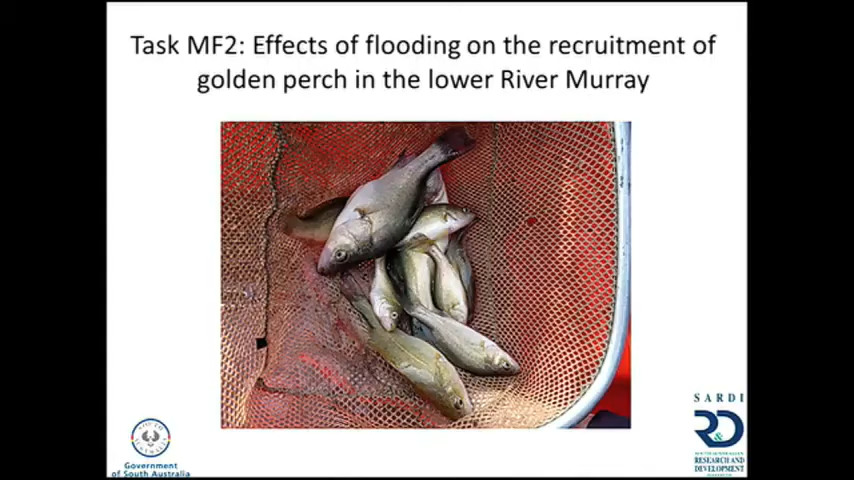 Task MF2: Effects of flooding on the recruitment of
golden perch in the lower River Murray
SARDI
R&D
RESEARCH AND
DEVELOPMENT
Government
of South Australia